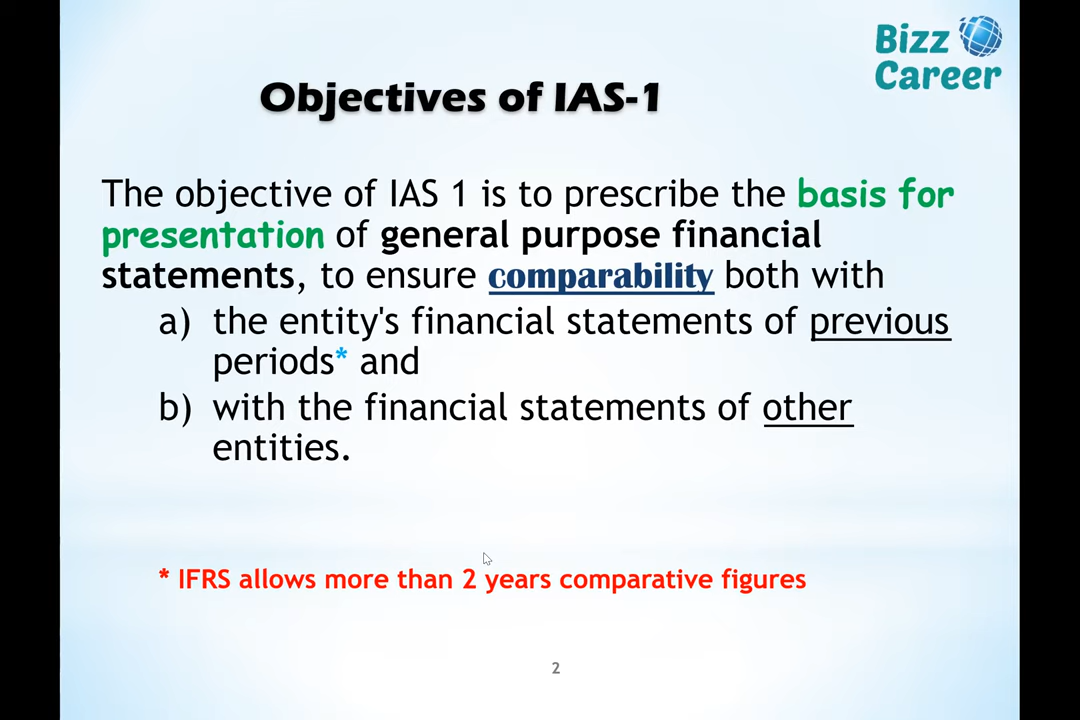 Bizz
Career
Objectives of IAS-1
The objective of IAS 1 is to prescribe the basis for
presentation of general purpose financial
statements, to ensure comparability both with
a) the entity's financial statements of previous
periods* and
b) with the financial statements of other
entities.
* IFRS allows more than 2 years comparative figures
2